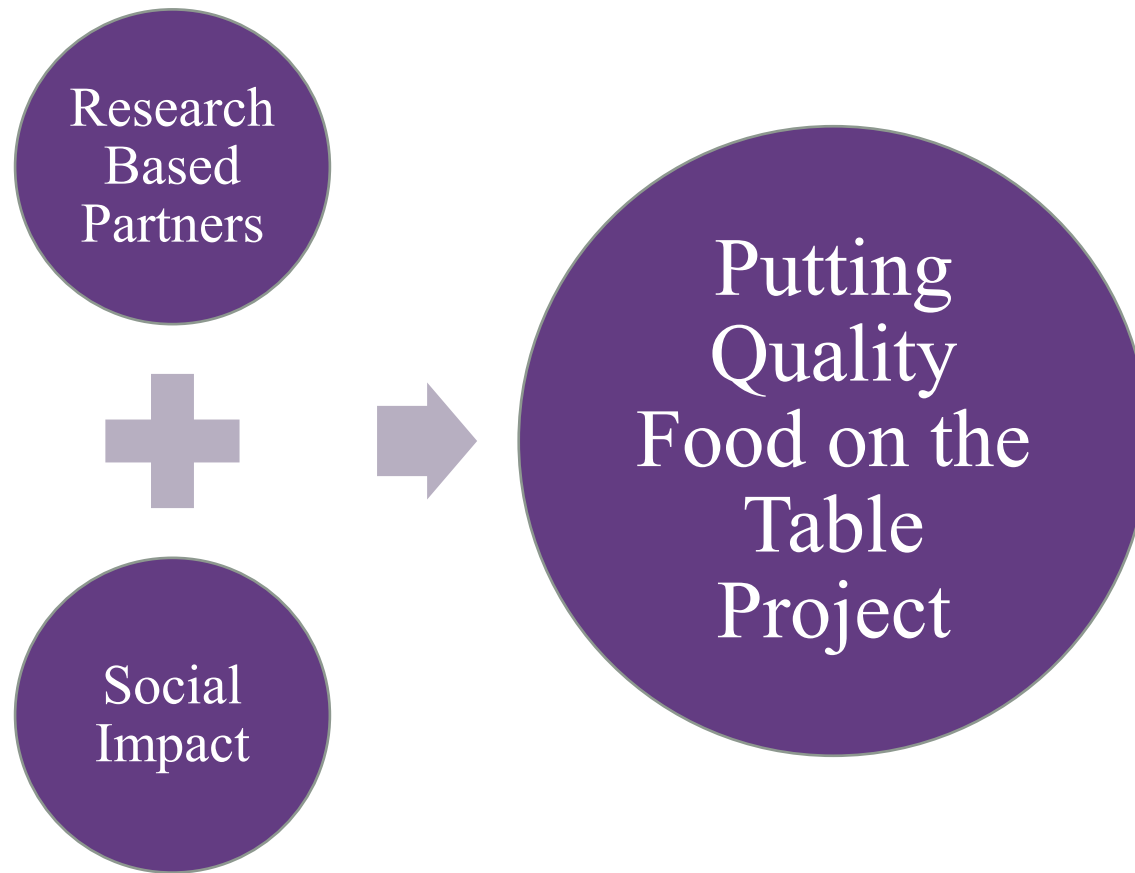 Research
Based
Partners
Social
Impact
Putting
Quality
Food on the
Table
Project